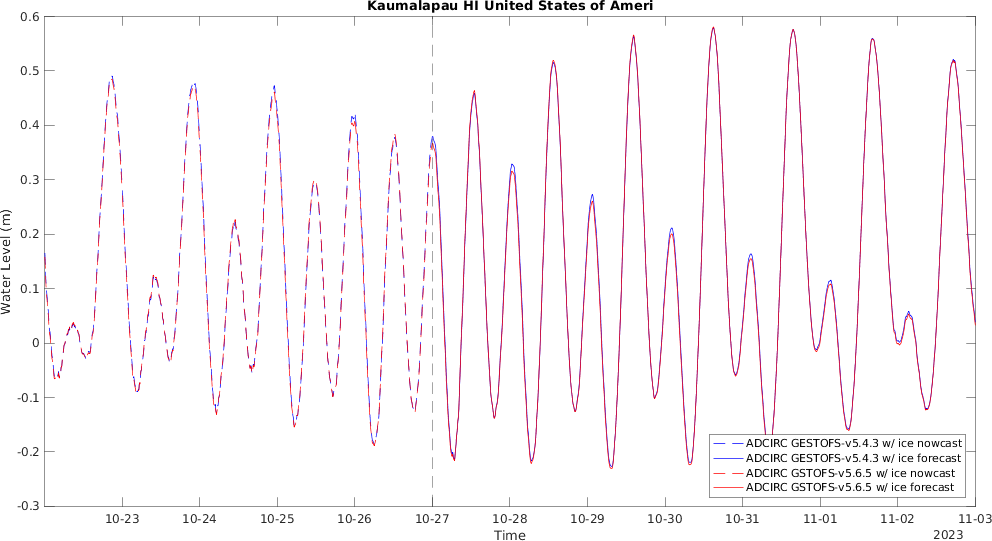 Kaumalapau HI United States of Ameri
0.6
0.5
0.4
0.3
0.2
0.1
0
-0.1
-0.2
-0.3
Water Level (m)
10-23 10-24 10-25 10-26 10-27 10-28 10-29 10-30 10-31 11-01 11-02 11-03
Time
2023
ADCIRC GESTOFS-v5.4.3 w/ ice nowcast
ADCIRC GESTOFS-v5.4.3 w/ ice forecast
ADCIRC GSTOFS-v5.6.5 w/ ice nowcast
ADCIRC GSTOFS-v5.6.5 w/ ice forecast